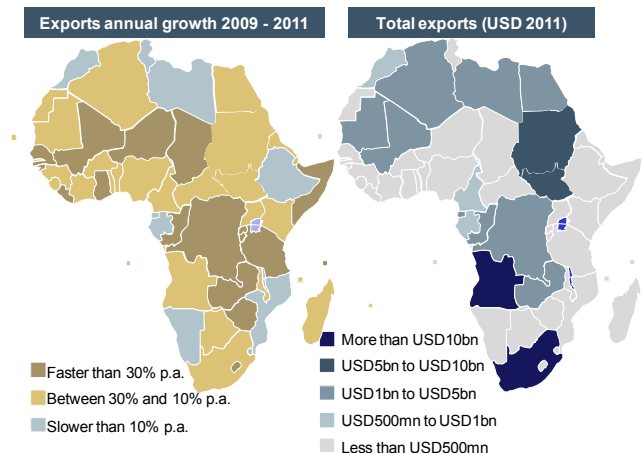 Exports annual growth 2009 - 2011
Total exports (USD 2011)
Faster than 30% p.a.
Between 30% and 10% p.a.
Slower than 10% p.a.
More than USD10bn
USD5bn to USD10bn
USD1bn to USD5bn
USD500mn to USD1bn
Less than USD500mn